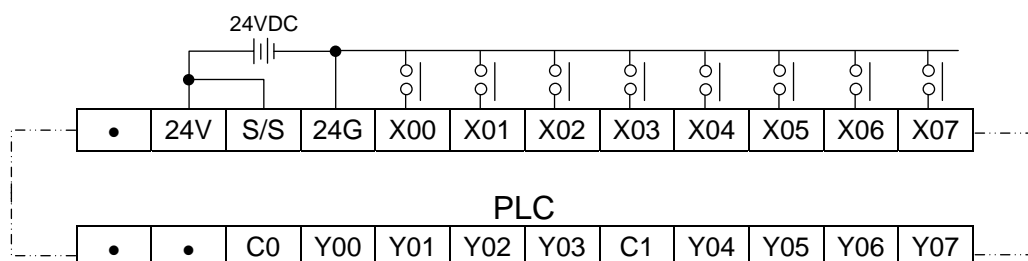 24VDC
• 24V S/S 24G X00 X01 X02 X03 X04 X05 X06 X07
PLC
• • C0 Y00 Y01 Y02 Y03 C1 Y04 Y05 Y06 Y07